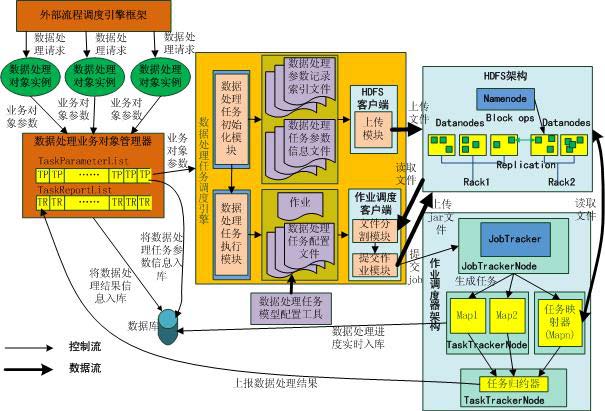 外部流程调度引擎框架
数据处
理请求
数据处
理请求
数据处
理请求
数据处理
对象实例
数据处理
对象实例
数据处理
对象实例
业务对
象参数
业务对
象参数
业务对
象参数
数据处理业务对象管理器
TaskParameterList
TP TP ...... TP TP TP
TaskReportList
TR TR ...... TR TR TR
业务
对象
参数
将数据处
理任务参
数信息入库
将数据处
理结果信息
入库
数据库
控制流
数据流
数据处理任务调度引擎
数据处
理任务
初始化
模块
数据处理
参数记录
索引文件
数据处理
任务参数
信息文件
HDFS
客户端
上传
模块
数据处
理任务
执行
模块
作业
数据处理
任务配置
文件
作业调度
客户端
文件分
割模块
提交作
业模块
数据处理任务
模型配置工具
上传
文件
读取
文件
上传
jar文件
提交
job
读取
文件
HDFS架构
Namenode
Datanodes
Block ops
Datanodes
Replication
Rack1
Rack2
作业调度器架构
JobTracker
JobTrackerNode
生成任务
Map1
Map2
任务映
射器
(Mapn)
TaskTrackerNode
任务归约器
TaskTrackerNode
数据处理进
度实时入库
上报数据处理结果